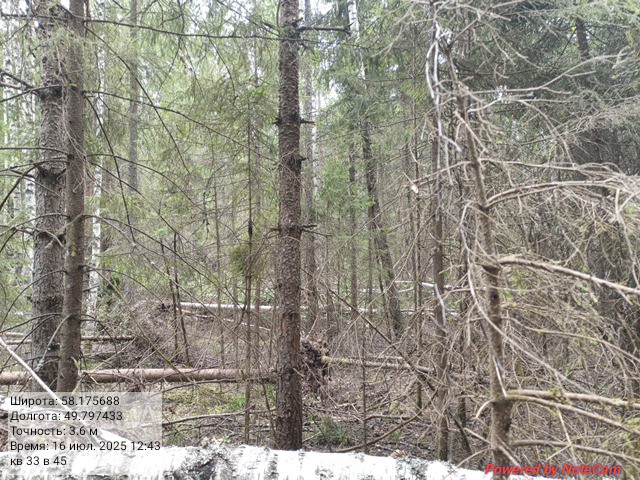 Широта: 58.175688
Долгота: 49.797433
Точность: 3.6 м
Время: 16 июл. 2025 12:43
кв 33 в 45
Powered by NoteCam